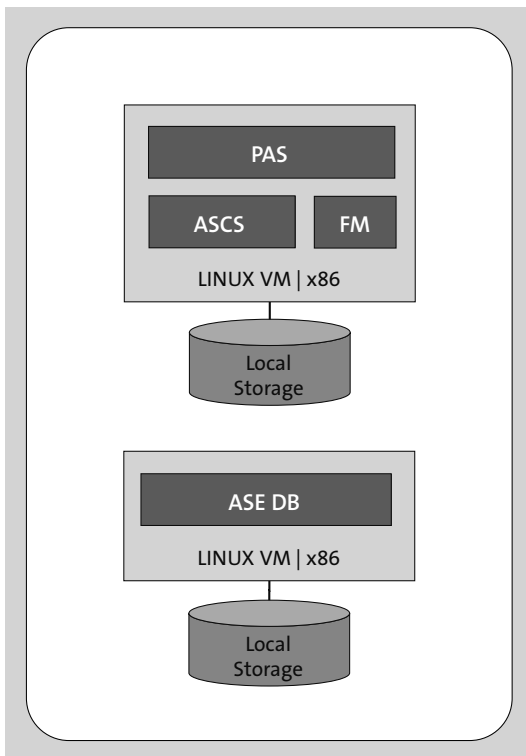 PAS
ASCS FM
LINUX VM | x86
Local
Storage
ASE DB
LINUX VM | x86
Local
Storage